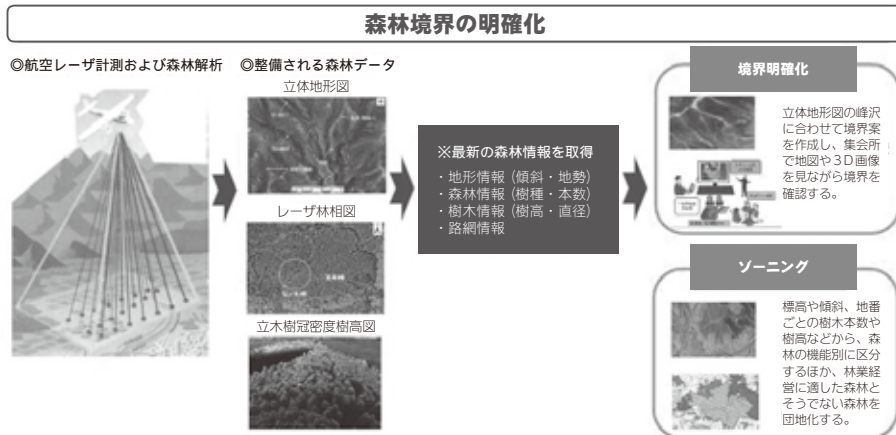 森林境界の明確化
◎航空レーザ計測および森林解析
◎整備される森林データ
立体地形図
レーザ林相図
立木樹冠密度樹高図
※最新の森林情報を取得
・地形情報（傾斜・地勢）
・森林情報（樹種・本数）
・樹木情報（樹高・直径）
・路網情報
境界明確化
立体地形図の峰沢
に合わせて境界案
を作成し、集会所
で地図や３Ｄ画像
を見ながら境界を
確認する。
ゾーニング
標高や傾斜、地番
ごとの樹木本数や
樹高などから、森
林の機能別に区分
するほか、林業経
営に適した森林と
そうでない森林を
団地化する。